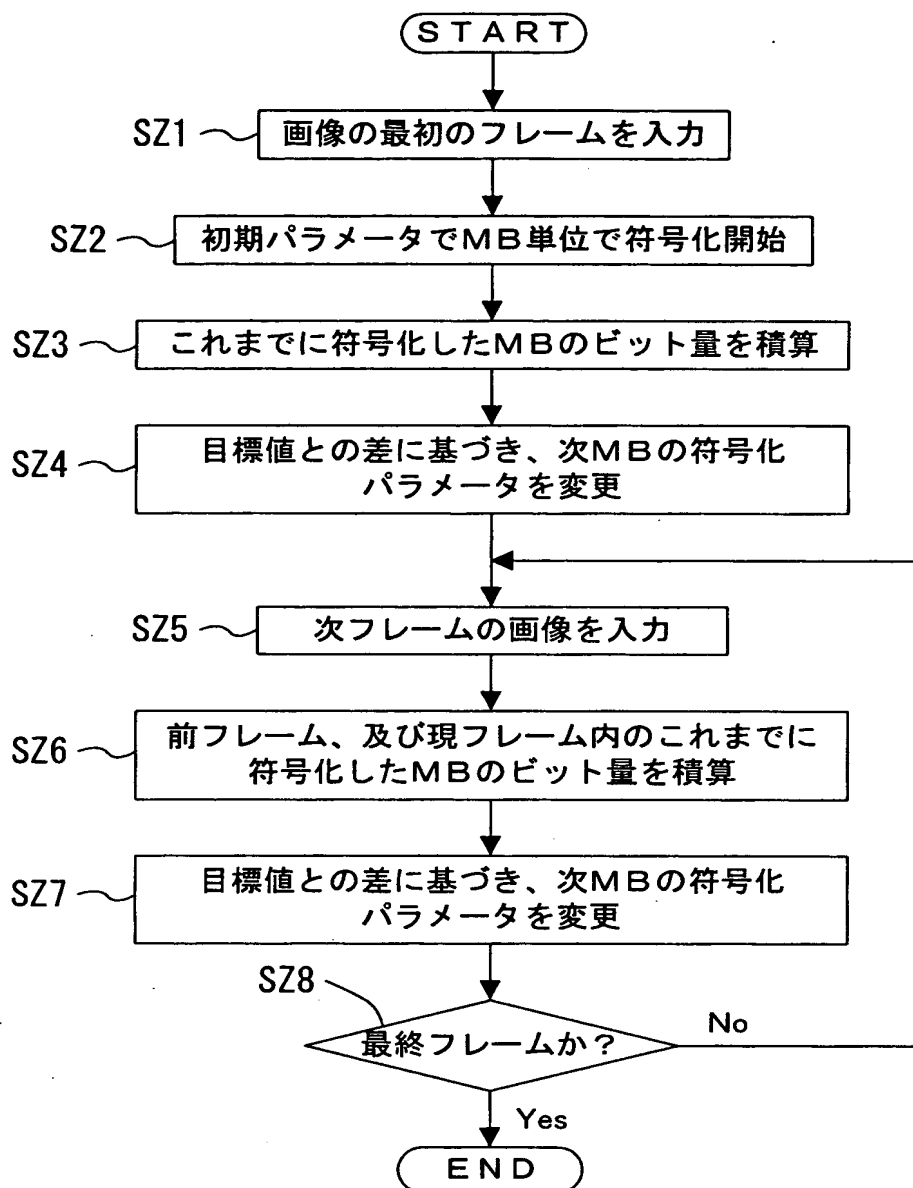 START
SZ1
画像の最初のフレームを入力
SZ2
初期パラメータでMB単位で符号化開始
SZ3
これまでに符号化したMBのビット量を積算
SZ4
目標値との差に基づき、次MBの符号化
パラメータを変更
SZ5
次フレームの画像を入力
SZ6
前フレーム、及び現フレーム内のこれまでに
符号化したMBのビット量を積算
SZ7
目標値との差に基づき、次MBの符号化
パラメータを変更
SZ8
最終フレームか?
No
Yes
END